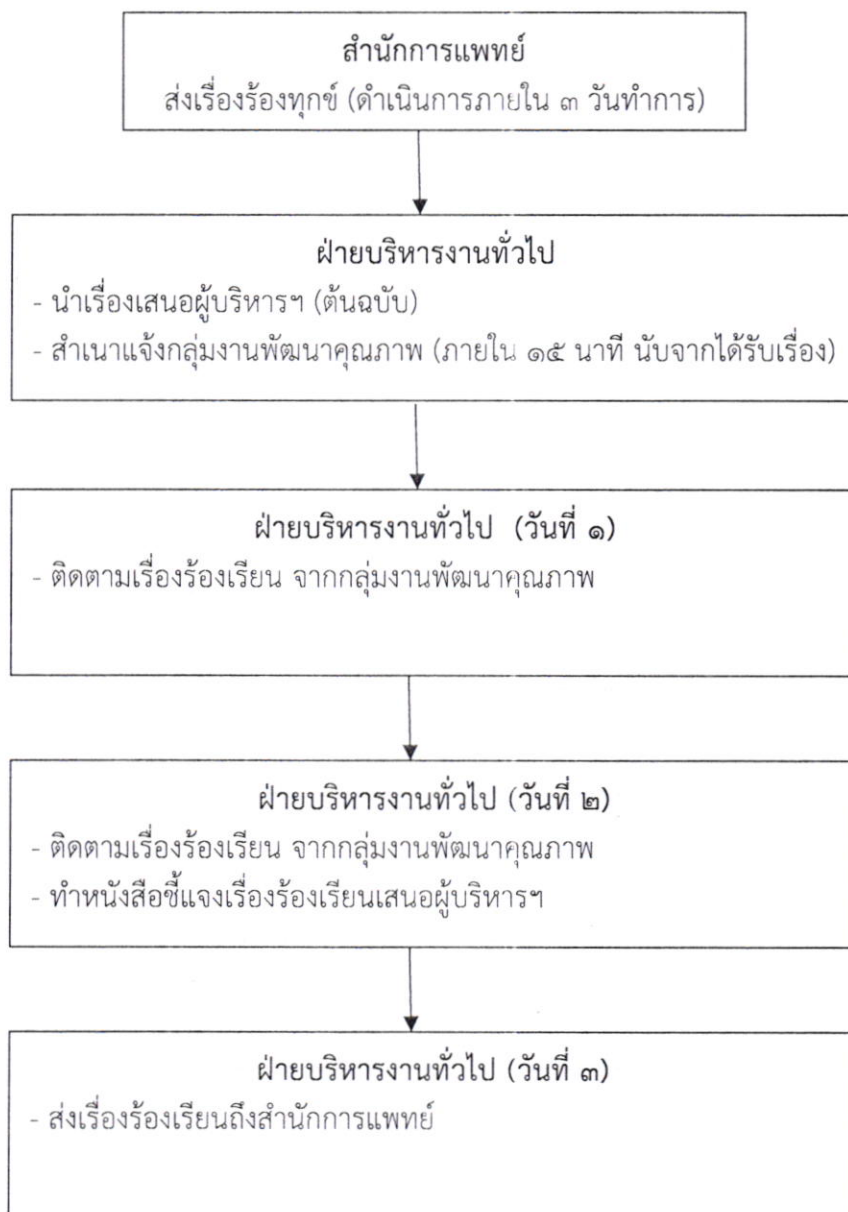 สำนักการแพทย์
ส่งเรื่องร้องทุกข์ (ดำเนินการภายใน ๓ วันทำการ)
ฝ่ายบริหารงานทั่วไป
- นำเรื่องเสนอผู้บริหารฯ (ต้นฉบับ)
- สำเนาแจ้งกลุ่มงานพัฒนาคุณภาพ (ภายใน ๑๕ นาที นับจากได้รับเรื่อง)
ฝ่ายบริหารงานทั่วไป (วันที่ ๑)
- ติดตามเรื่องร้องเรียน จากกลุ่มงานพัฒนาคุณภาพ
ฝ่ายบริหารงานทั่วไป (วันที่ ๒)
- ติดตามเรื่องร้องเรียน จากกลุ่มงานพัฒนาคุณภาพ
- ทำหนังสือชี้แจงเรื่องร้องเรียนเสนอผู้บริหารฯ
ฝ่ายบริหารงานทั่วไป (วันที่ ๓)
- ส่งเรื่องร้องเรียนถึงสำนักการแพทย์